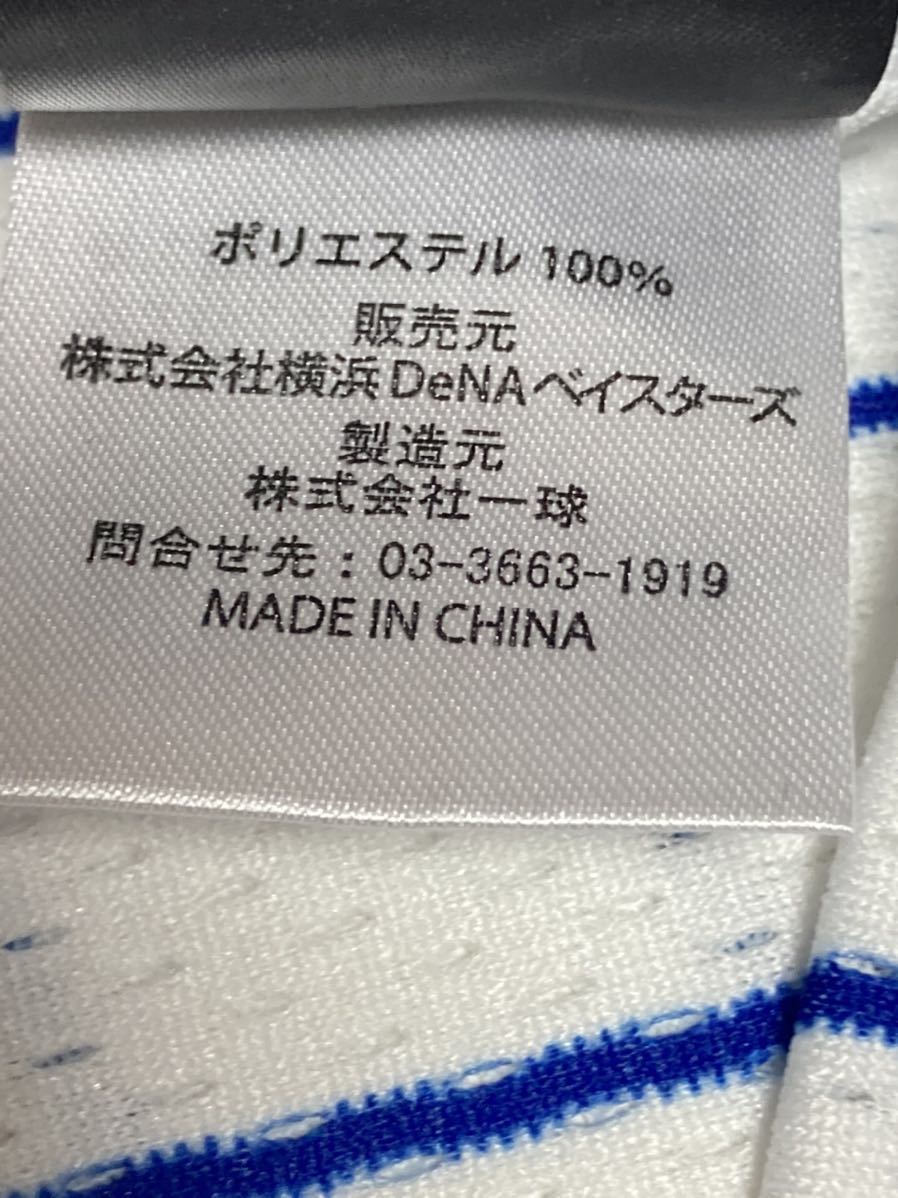 ポリエステル 100%
販売元
株式会社横浜DeNAベイスターズ
製造元
株式会社一球
問合せ先：03-3663-1919
MADE IN CHINA